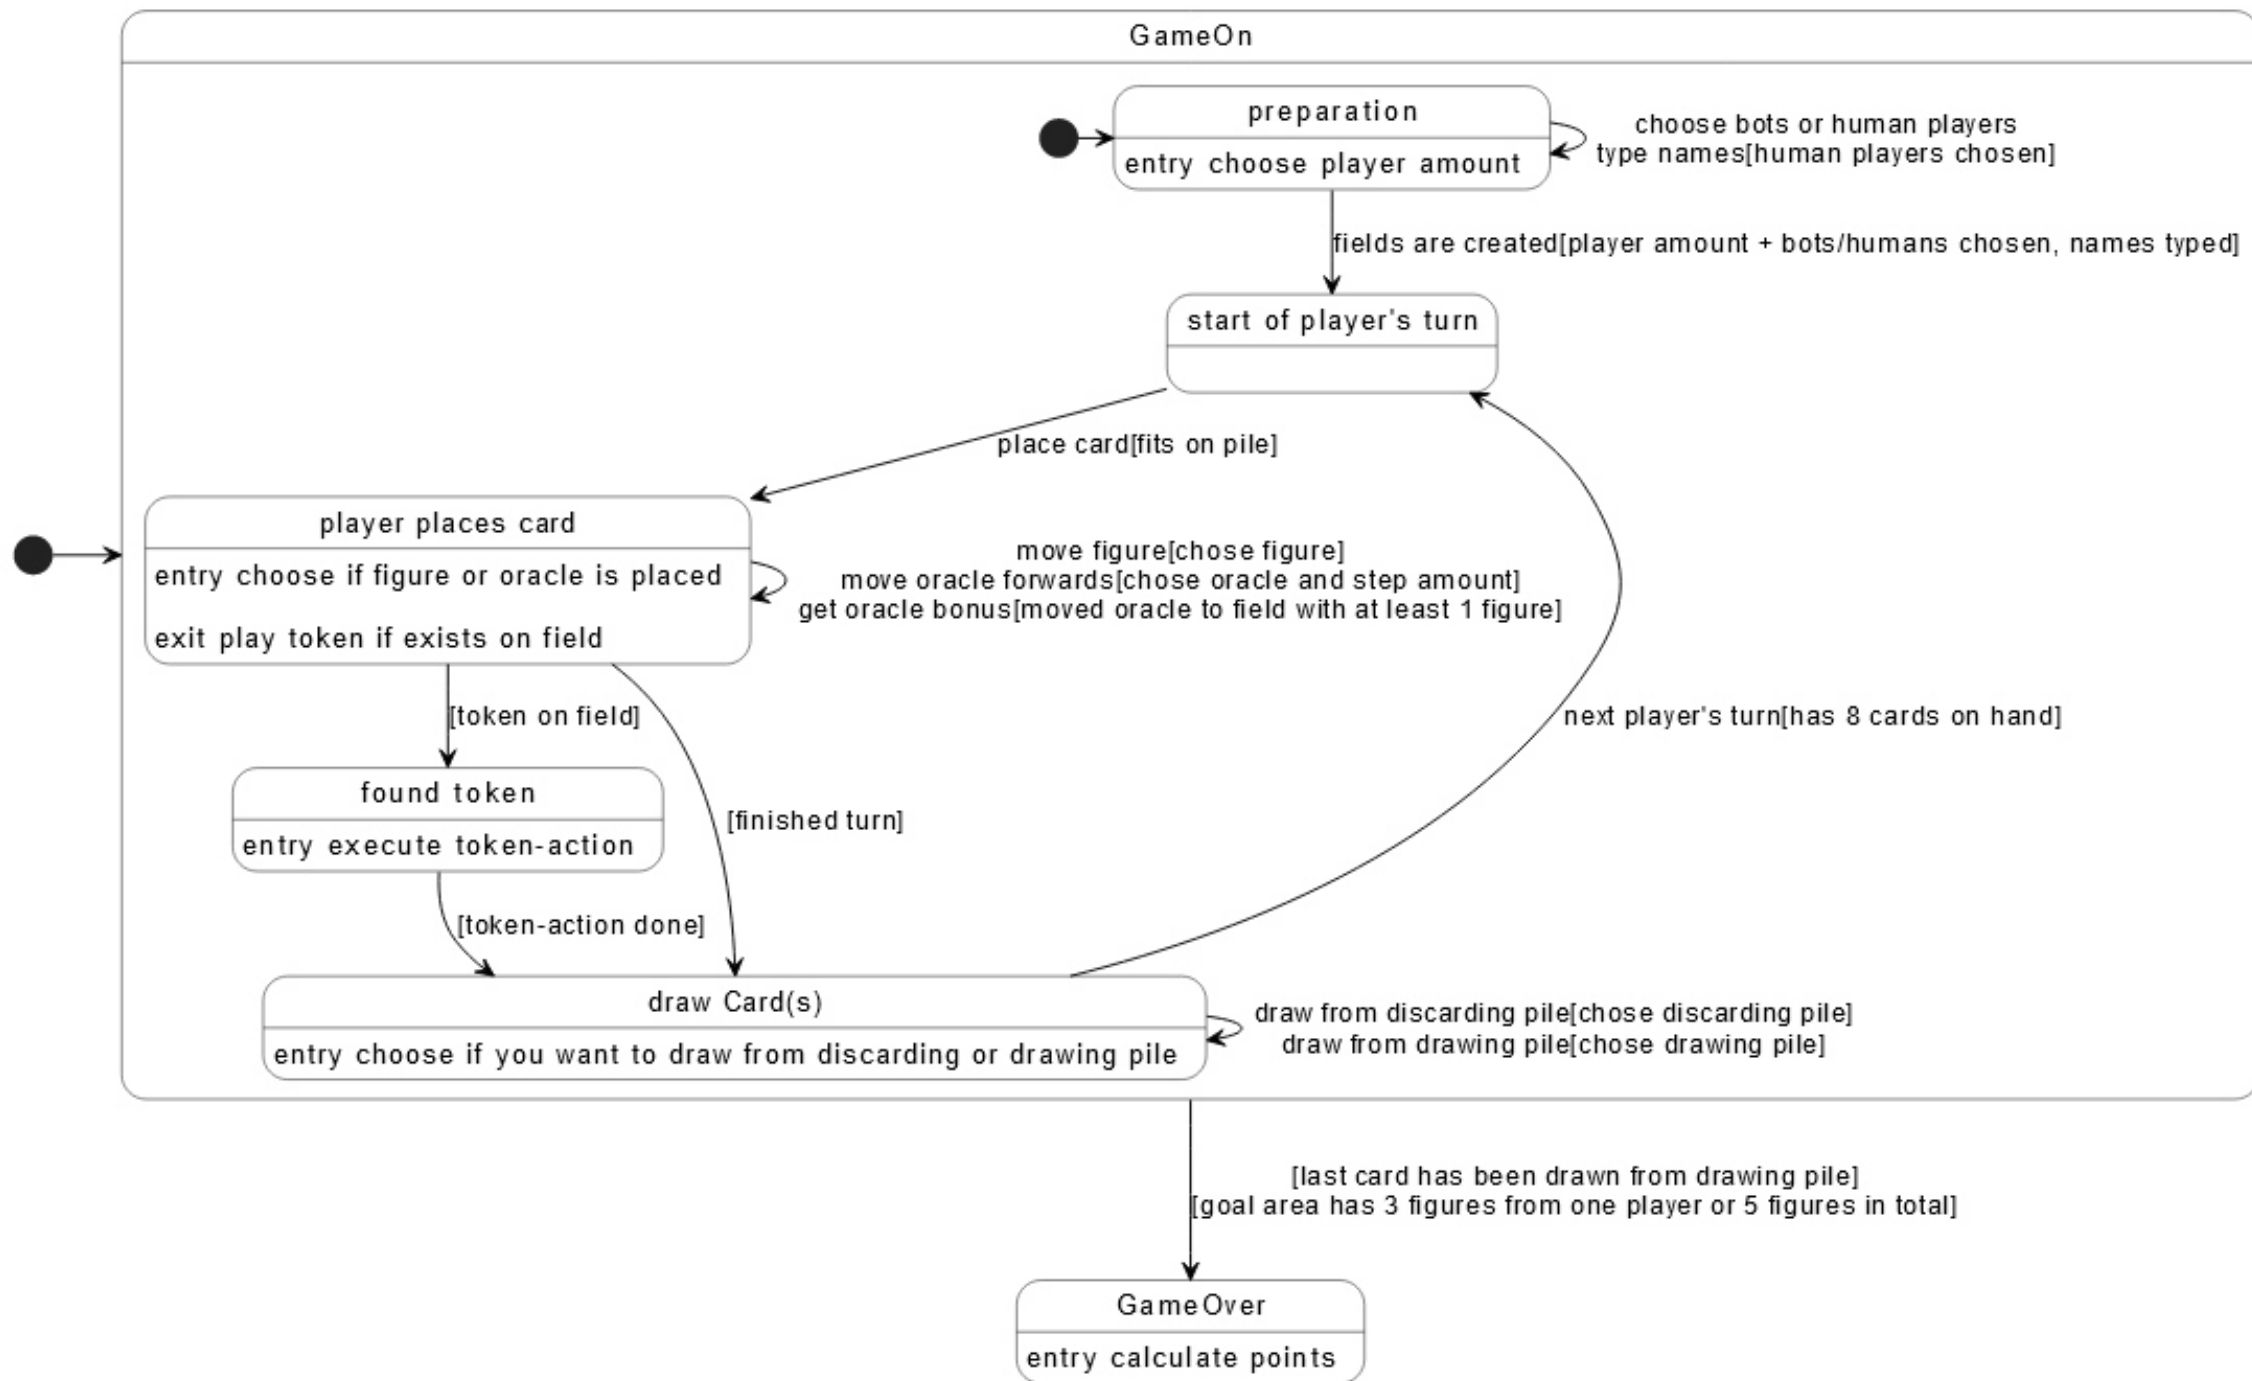 GameOn
preparation
entry choose player amount
choose bots or human players
type names[human players chosen]
fields are created[player amount + bots/humans chosen, names typed]
start of player's turn
place card[fits on pile]
player places card
entry choose if figure or oracle is placed
exit play token if exists on field
move figure[chose figure]
move oracle forwards[chose oracle and step amount]
get oracle bonus[moved oracle to field with at least 1 figure]
[token on field]
next player's turn[has 8 cards on hand]
found token
entry execute token-action
[finished turn]
[token-action done]
draw Card(s)
entry choose if you want to draw from discarding or drawing pile
draw from discarding pile[chose discarding pile]
draw from drawing pile[chose drawing pile]
[last card has been drawn from drawing pile]
[goal area has 3 figures from one player or 5 figures in total]
GameOver
entry calculate points